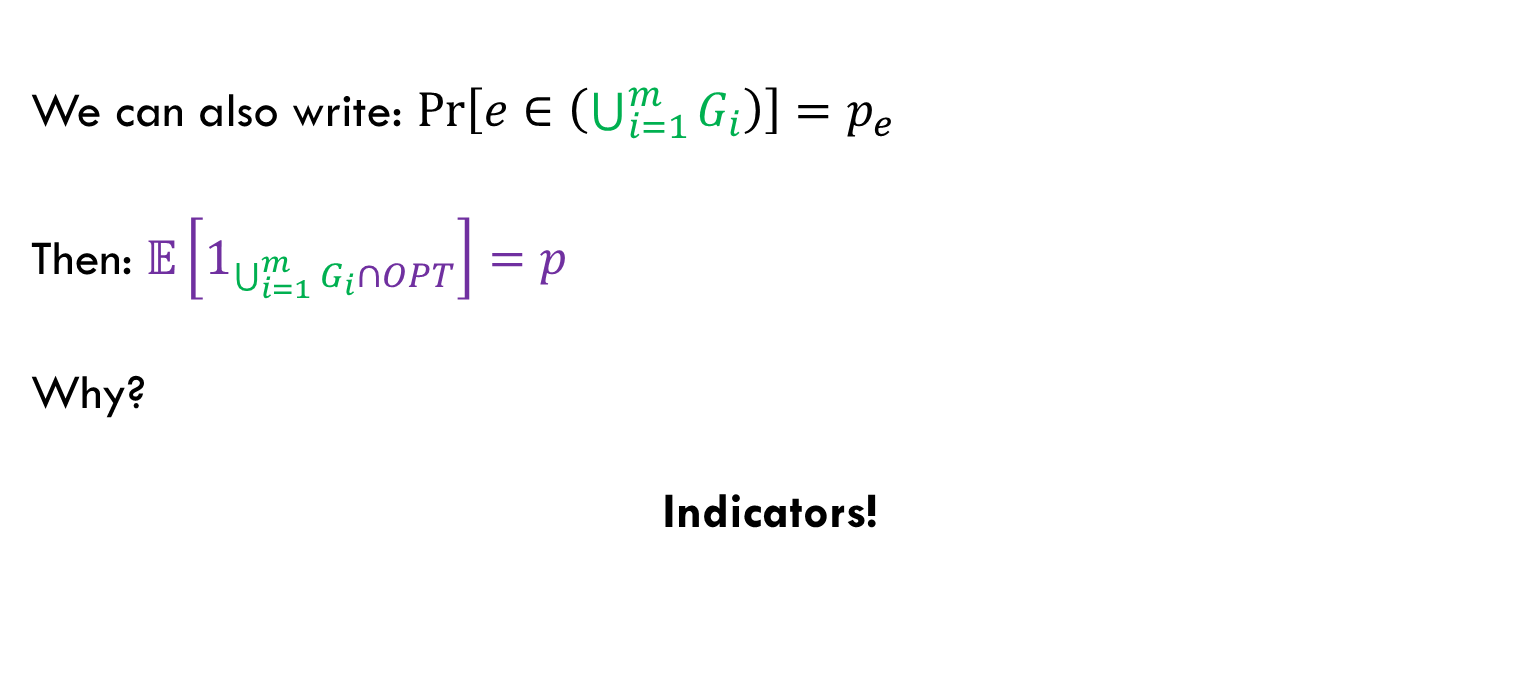 We can also write: Pr[𝑒 ∈ (⋃ᵢ₌₁ᵐ 𝐺ᵢ)] = 𝑝ₑ
Then: 𝔼[1_{⋃ᵢ₌₁ᵐ 𝐺ᵢ∩𝑂𝑃𝑇}] = 𝑝
Why?
Indicators!